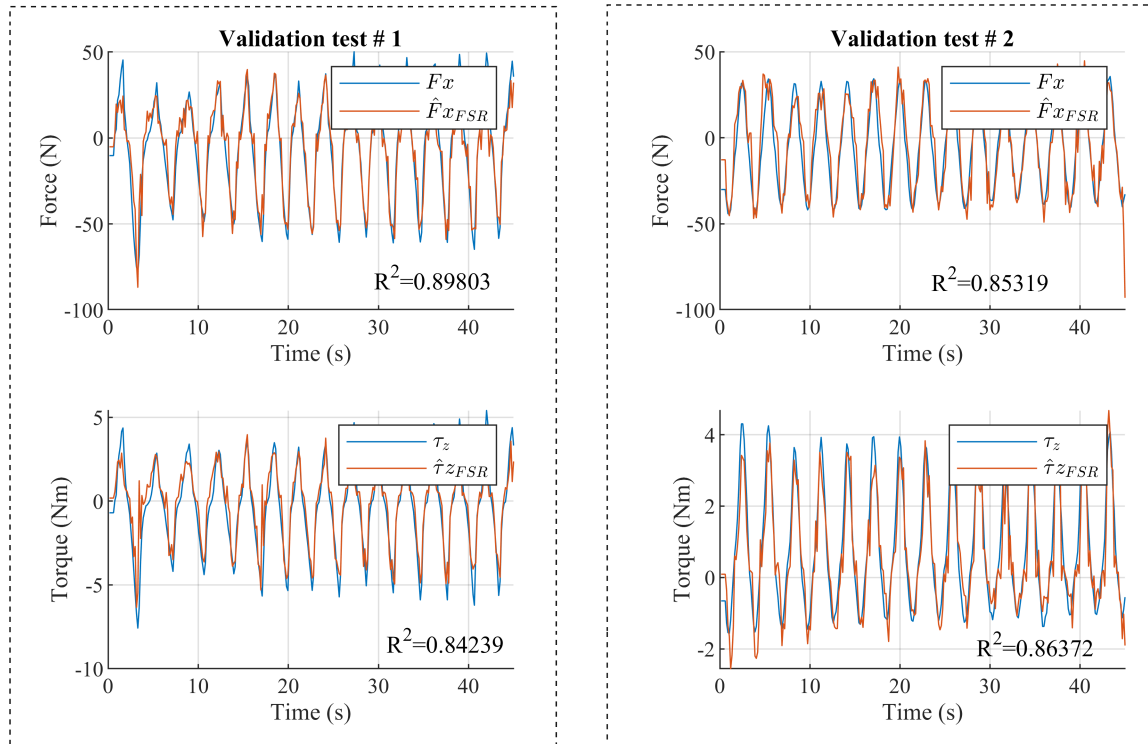 Validation test # 1
50
0
-50
-100
Force (N)
Fx
F̂x_FSR
R²=0.89803
0 10 20 30 40
Time (s)
5
0
-5
-10
Torque (Nm)
τ_z
τ̂z_FSR
R²=0.84239
0 10 20 30 40
Time (s)
Validation test # 2
50
0
-50
-100
Force (N)
Fx
F̂x_FSR
R²=0.85319
0 10 20 30 40
Time (s)
4
2
0
-2
Torque (Nm)
τ_z
τ̂z_FSR
R²=0.86372
0 10 20 30 40
Time (s)